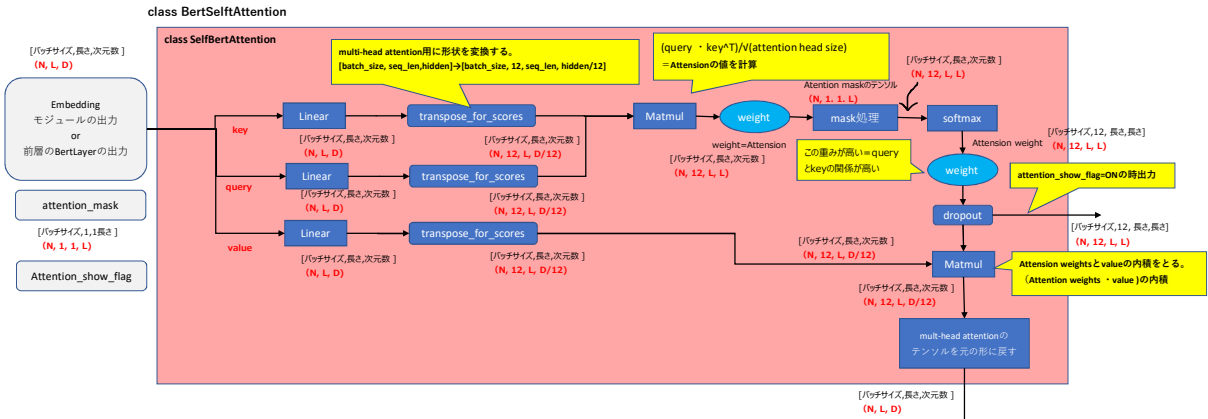 class BertSelftAttention
[バッチサイズ,長さ,次元数 ]
(N, L, D)
class SelfBertAttention
Embedding
モジュールの出力
or
前層のBertLayerの出力
attention_mask
[バッチサイズ,1,1長さ ]
(N, 1, 1, L)
Attention_show_flag
multi-head attention用に形状を変換する。
[batch_size, seq_len,hidden]→[batch_size, 12, seq_len, hidden/12]
(query ・key^T)/√(attention head size)
＝Attensionの値を計算
key
Linear
[バッチサイズ,長さ,次元数 ]
(N, L, D)
transpose_for_scores
[バッチサイズ,長さ,次元数 ]
(N, 12, L, D/12)
query
Linear
[バッチサイズ,長さ,次元数 ]
(N, L, D)
transpose_for_scores
[バッチサイズ,長さ,次元数 ]
(N, 12, L, D/12)
value
Linear
[バッチサイズ,長さ,次元数 ]
(N, L, D)
transpose_for_scores
[バッチサイズ,長さ,次元数 ]
(N, 12, L, D/12)
Matmul
weight
weight=Attension
[バッチサイズ,長さ,次元数 ]
(N, 12, L, L)
Atention maskのテンソル
(N, 1. 1. L)
mask処理
[バッチサイズ,長さ,次元数 ]
(N, 12, L, L)
softmax
Attension weight
[バッチサイズ,12, 長さ,長さ]
(N, 12, L, L)
この重みが高い＝query
とkeyの関係が高い
weight
attention_show_flag=ONの時出力
dropout
[バッチサイズ,12, 長さ,長さ]
(N, 12, L, L)
[バッチサイズ,長さ,次元数 ]
(N, 12, L, D/12)
Matmul
Attension weightsとvalueの内積をとる。
（Attention weights ・value )の内積
[バッチサイズ,長さ,次元数 ]
(N, 12, L, D/12)
mult-head attentionの
テンソルを元の形に戻す
[バッチサイズ,長さ,次元数 ]
(N, L, D)